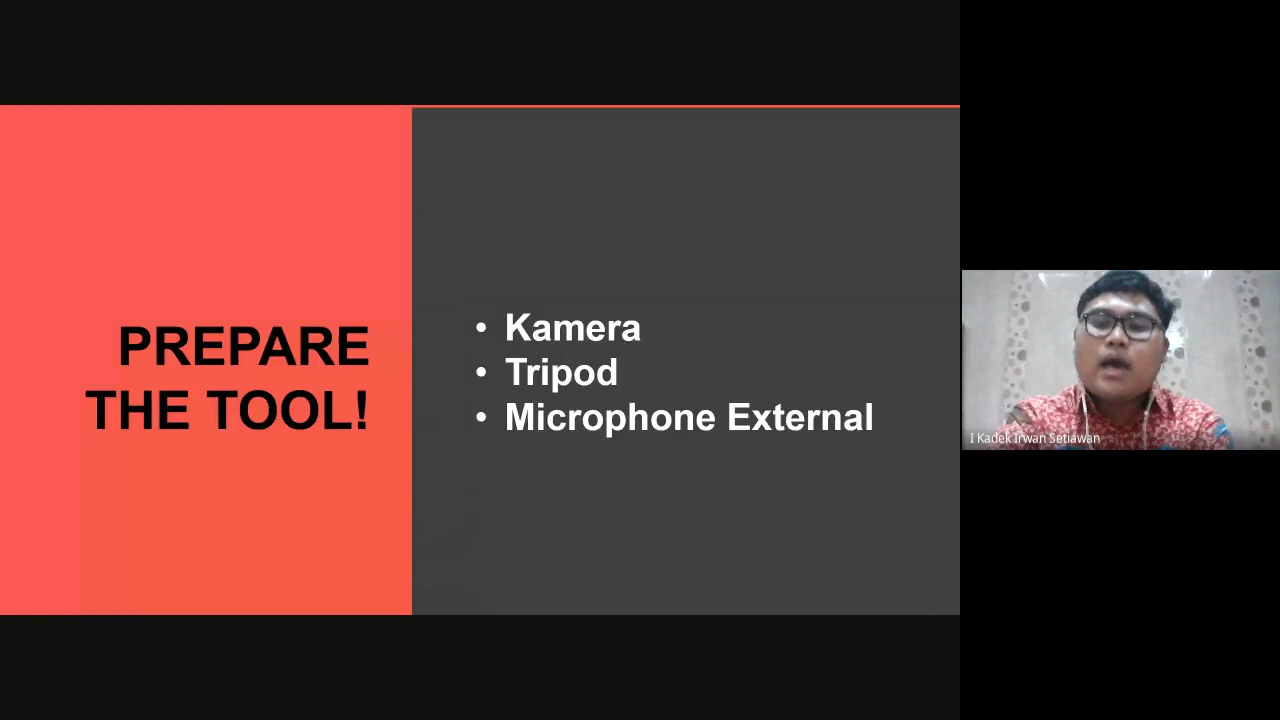 PREPARE
THE TOOL!
• Kamera
• Tripod
• Microphone External
I Kadek Irwan Setiawan